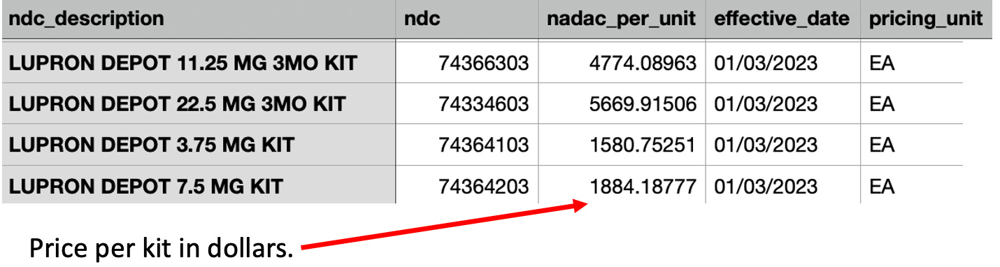 ndc_description ndc nadac_per_unit effective_date pricing_unit
LUPRON DEPOT 11.25 MG 3MO KIT 74366303 4774.08963 01/03/2023 EA
LUPRON DEPOT 22.5 MG 3MO KIT 74334603 5669.91506 01/03/2023 EA
LUPRON DEPOT 3.75 MG KIT 74364103 1580.75251 01/03/2023 EA
LUPRON DEPOT 7.5 MG KIT 74364203 1884.18777 01/03/2023 EA
Price per kit in dollars.